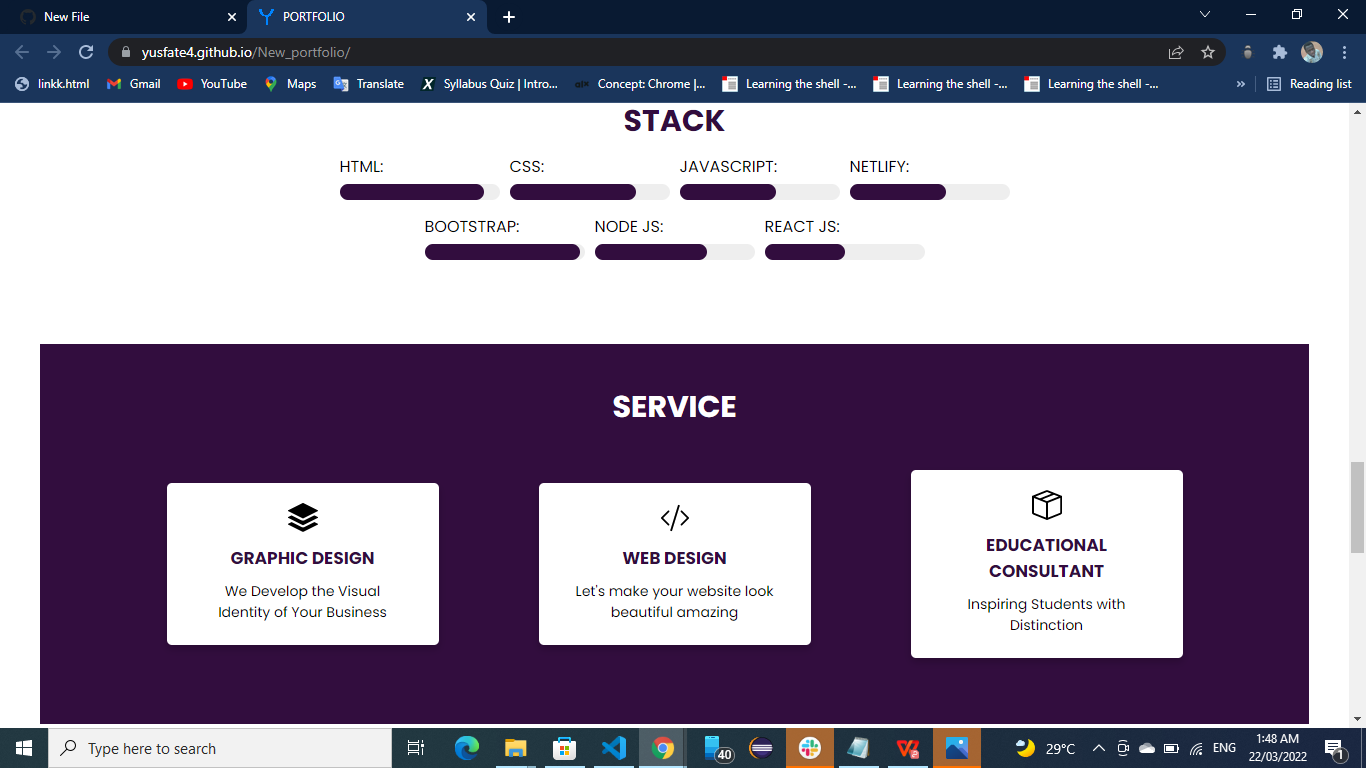 New File
PORTFOLIO
yusfate4.github.io/New_portfolio/
linkk.html
Gmail
YouTube
Maps
Translate
X
Syllabus Quiz | Intro...
Concept: Chrome |...
Learning the shell -...
Learning the shell -...
Learning the shell -...
»
Reading list
STACK
HTML: CSS: JAVASCRIPT: NETLIFY:
BOOTSTRAP: NODE JS: REACT JS:
SERVICE
GRAPHIC DESIGN
We Develop the Visual
Identity of Your Business
WEB DESIGN
Let's make your website look
beautiful amazing
EDUCATIONAL
CONSULTANT
Inspiring Students with
Distinction
Type here to search
40
29°C
ENG
1:48 AM
22/03/2022
1